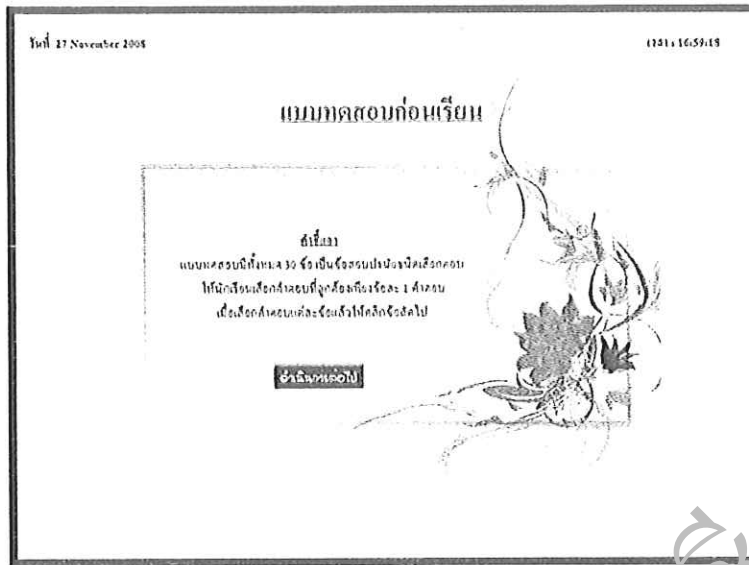 วันที่ 27 November 2008
เวลา : 16:59:18
แบบทดสอบก่อนเรียน
คำชี้แจง
แบบทดสอบมีทั้งหมด 30 ข้อ เป็นข้อสอบปรนัยชนิดเลือกตอบ
ให้นักเรียนเลือกคำตอบที่ถูกต้องเพียงข้อละ 1 คำตอบ
เมื่อเลือกคำตอบแต่ละข้อแล้วให้คลิกข้อถัดไป
ดำเนินการต่อไป